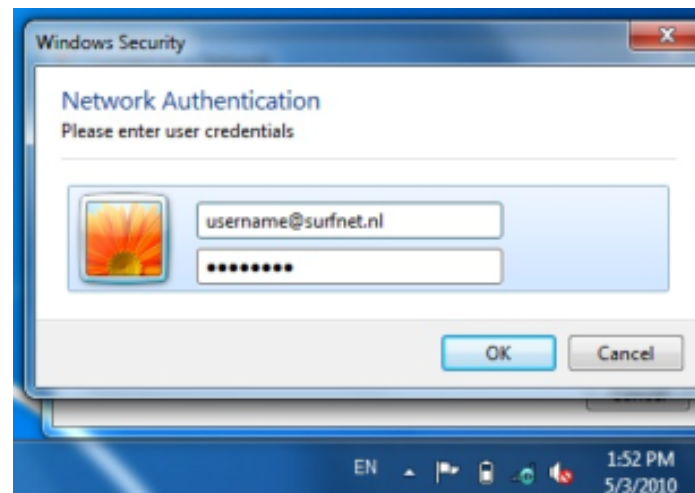 Windows Security
Network Authentication
Please enter user credentials
username@surfnet.nl
OK
Cancel
EN
1:52 PM
5/3/2010